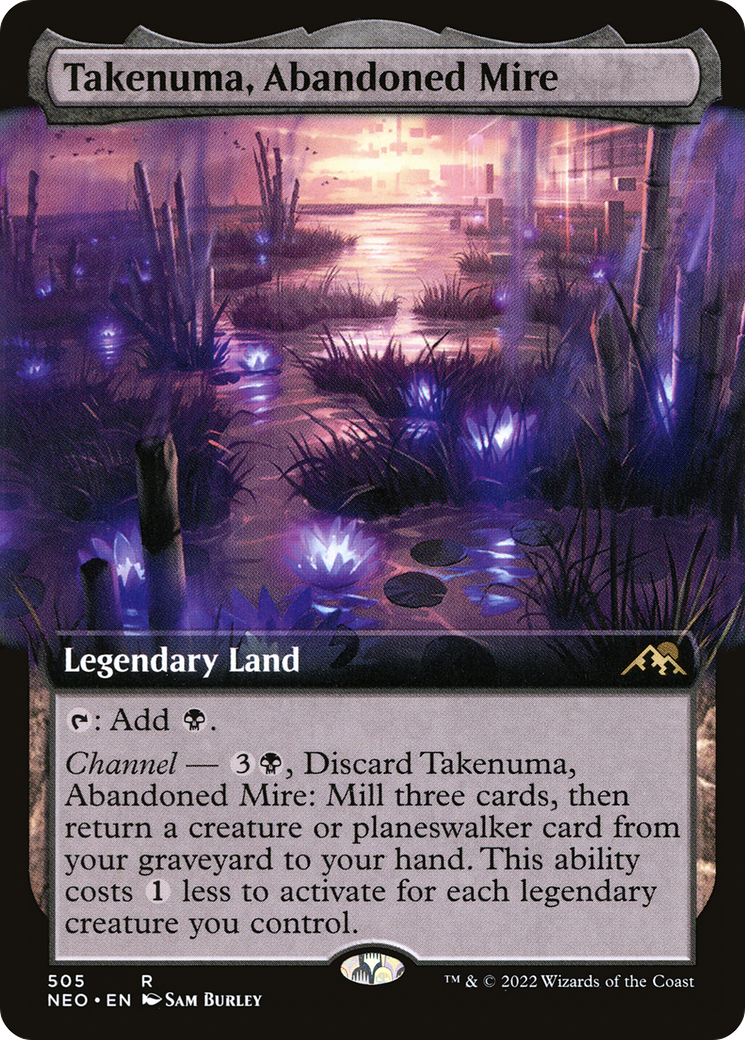 Takenuma, Abandoned Mire
Legendary Land
: Add .
Channel — 3, Discard Takenuma,
Abandoned Mire: Mill three cards, then
return a creature or planeswalker card from
your graveyard to your hand. This ability
costs 1 less to activate for each legendary
creature you control.
505 R
NEO • EN Sam Burley
™ & © 2022 Wizards of the Coast